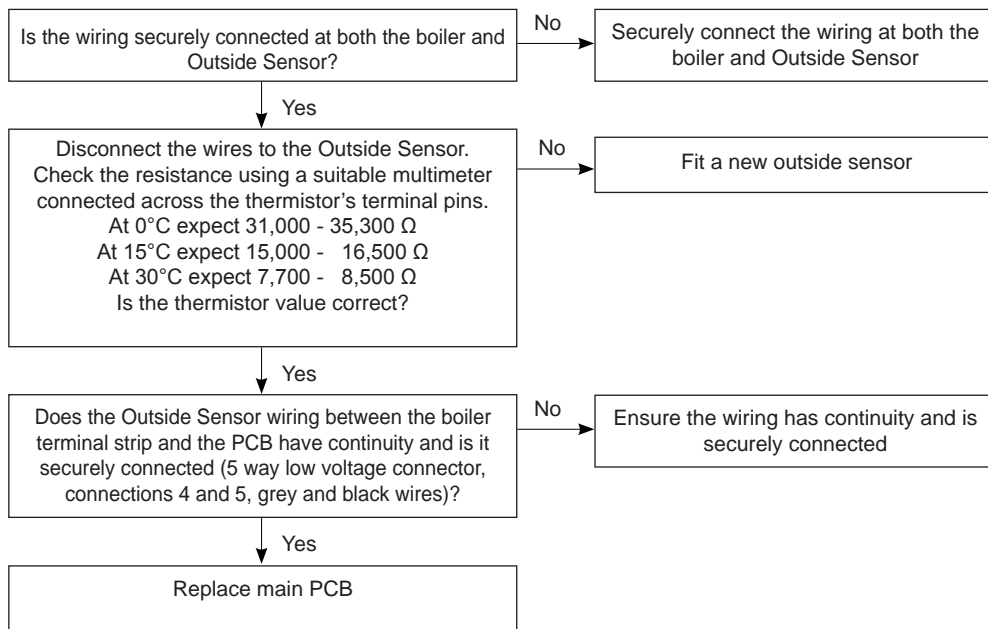 Is the wiring securely connected at both the boiler and
Outside Sensor?
No
Securely connect the wiring at both the
boiler and Outside Sensor
Yes
Disconnect the wires to the Outside Sensor.
Check the resistance using a suitable multimeter
connected across the thermistor’s terminal pins.
At 0°C expect 31,000 - 35,300 Ω
At 15°C expect 15,000 - 16,500 Ω
At 30°C expect 7,700 - 8,500 Ω
Is the thermistor value correct?
No
Fit a new outside sensor
Yes
Does the Outside Sensor wiring between the boiler
terminal strip and the PCB have continuity and is it
securely connected (5 way low voltage connector,
connections 4 and 5, grey and black wires)?
No
Ensure the wiring has continuity and is
securely connected
Yes
Replace main PCB